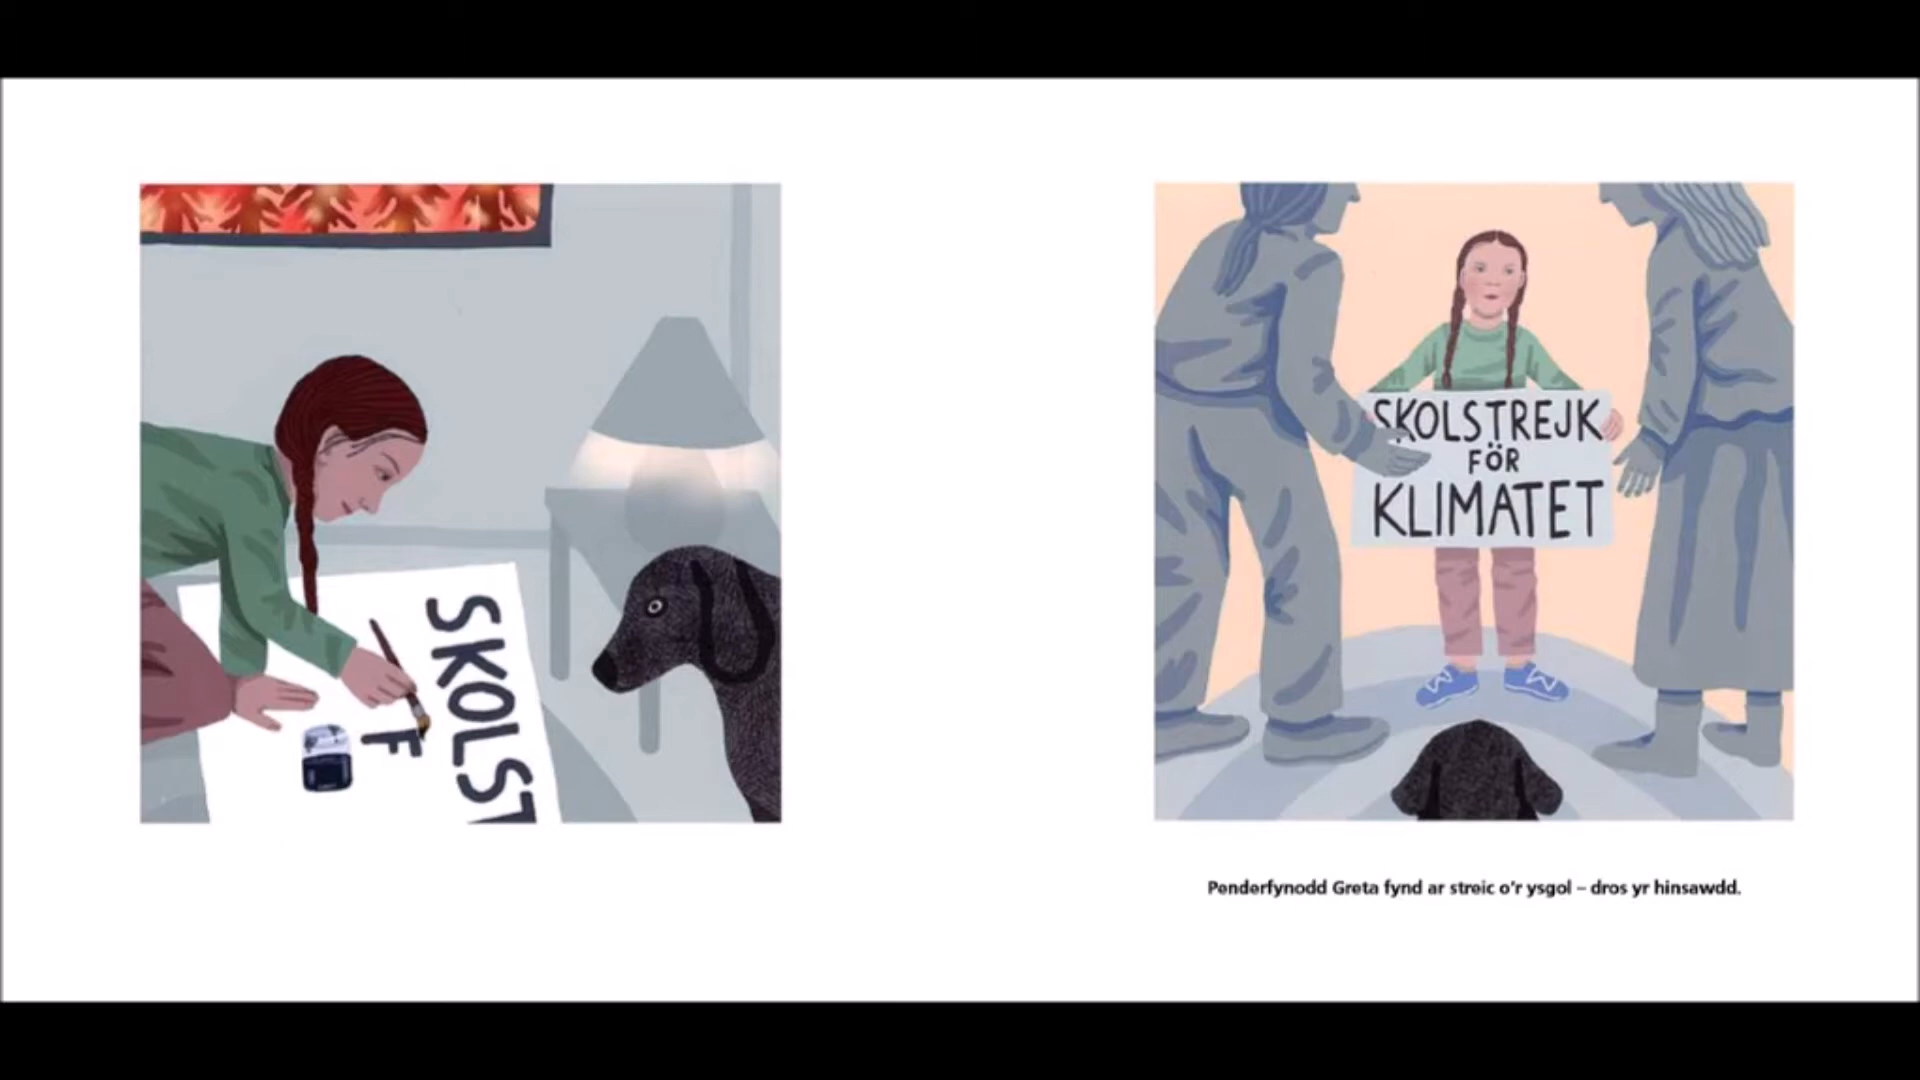 SKOLST
F
SKOLSTREJK
FÖR
KLIMATET
Penderfynodd Greta fynd ar streic o'r ysgol – dros yr hinsawdd.